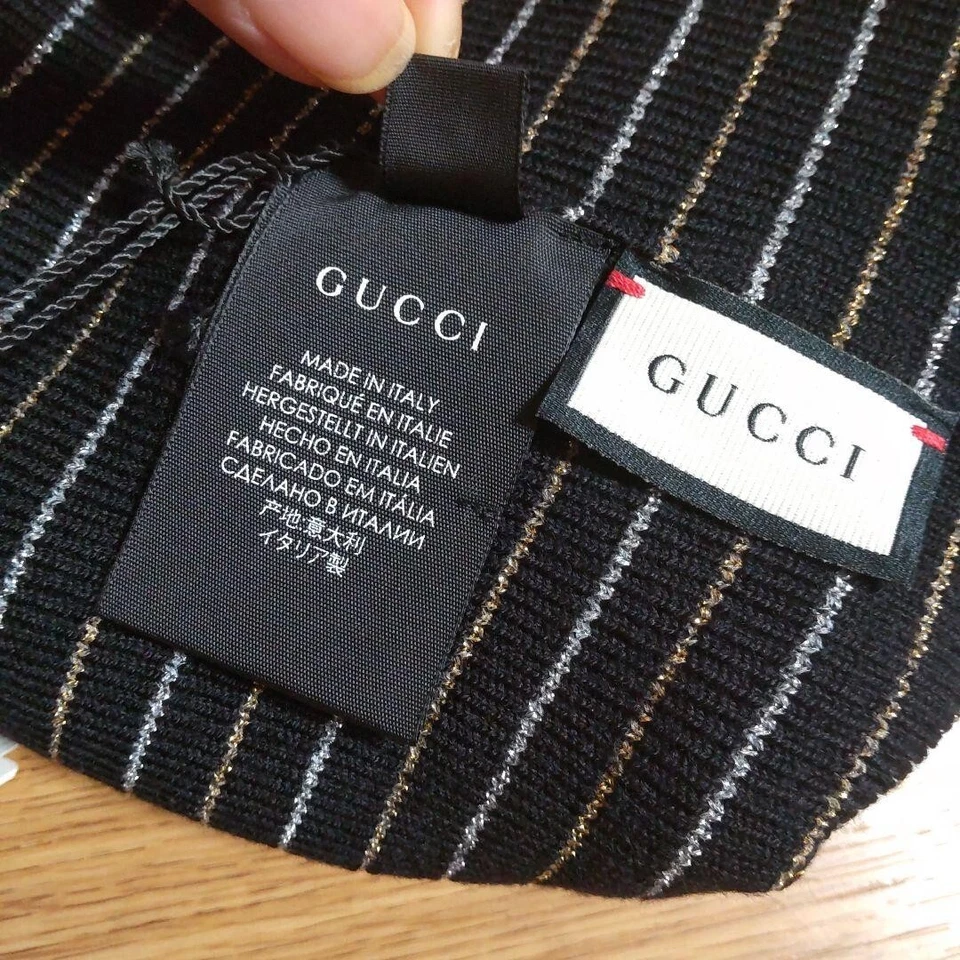 GUCCI
MADE IN ITALY
FABRIQUÉ EN ITALIE
HERGESTELLT IN ITALIEN
HECHO EN ITALIA
FABRICADO EM ITÁLIA
СДЕЛАНО В ИТАЛИИ
产地:意大利
イタリア製
GUCCI